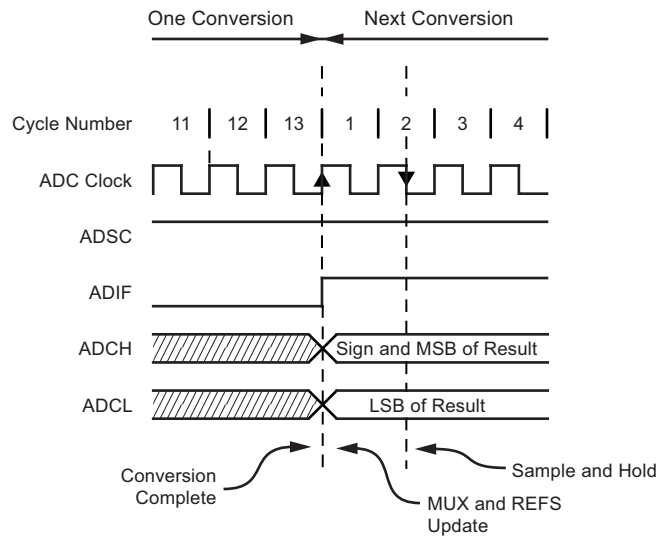 One Conversion Next Conversion
Cycle Number 11 12 13 1 2 3 4
ADC Clock
ADSC
ADIF
ADCH Sign and MSB of Result
ADCL LSB of Result
Conversion
Complete
MUX and REFS
Update
Sample and Hold